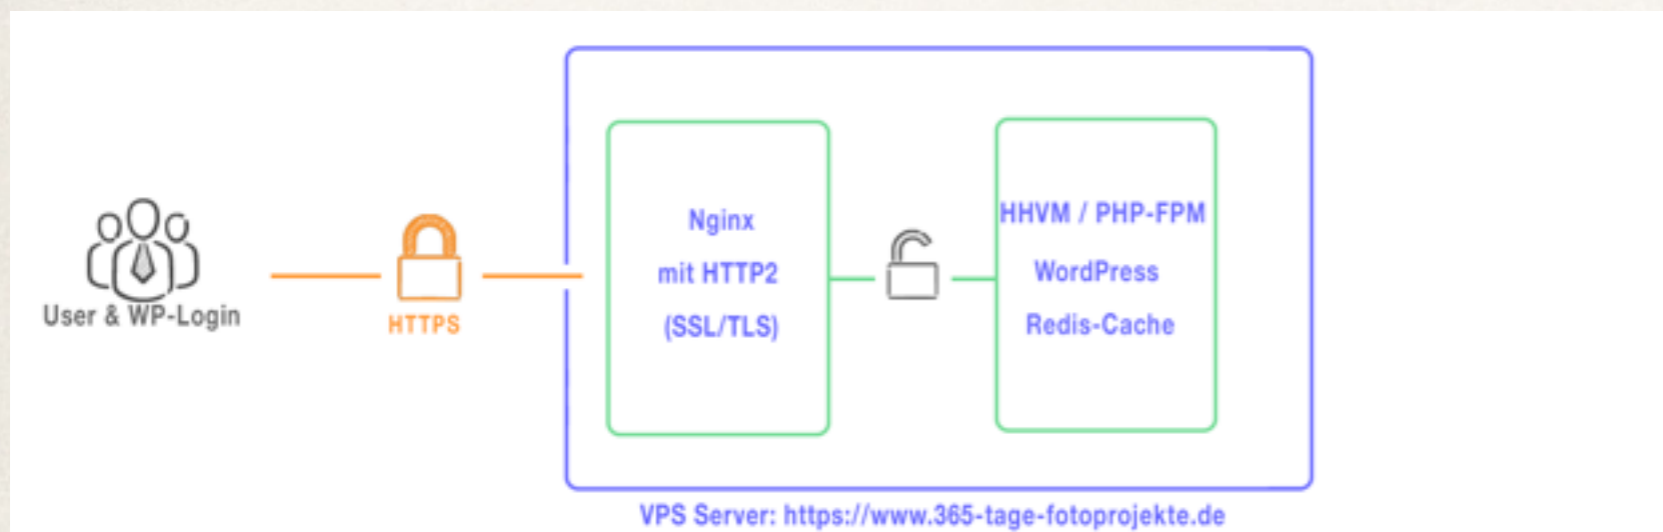 User & WP-Login
HTTPS
Nginx
mit HTTP2
(SSL/TLS)
HHVM / PHP-FPM
WordPress
Redis-Cache
VPS Server: https://www.365-tage-fotoprojekte.de